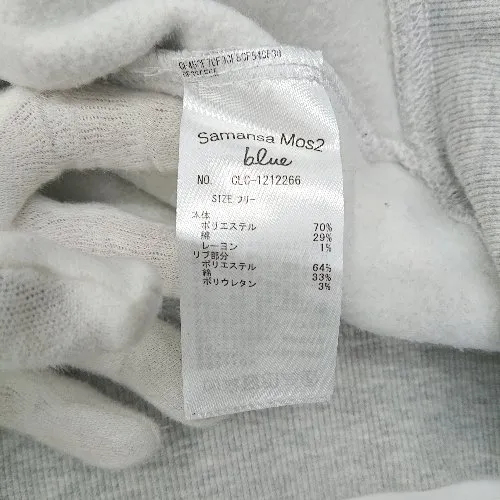 Samansa Mos2
blue
NO. CLC-1212266
SIZE フリー
本体
ポリエステル 70%
綿 29%
レーヨン 1%
リブ部分
ポリエステル 64%
綿 33%
ポリウレタン 3%